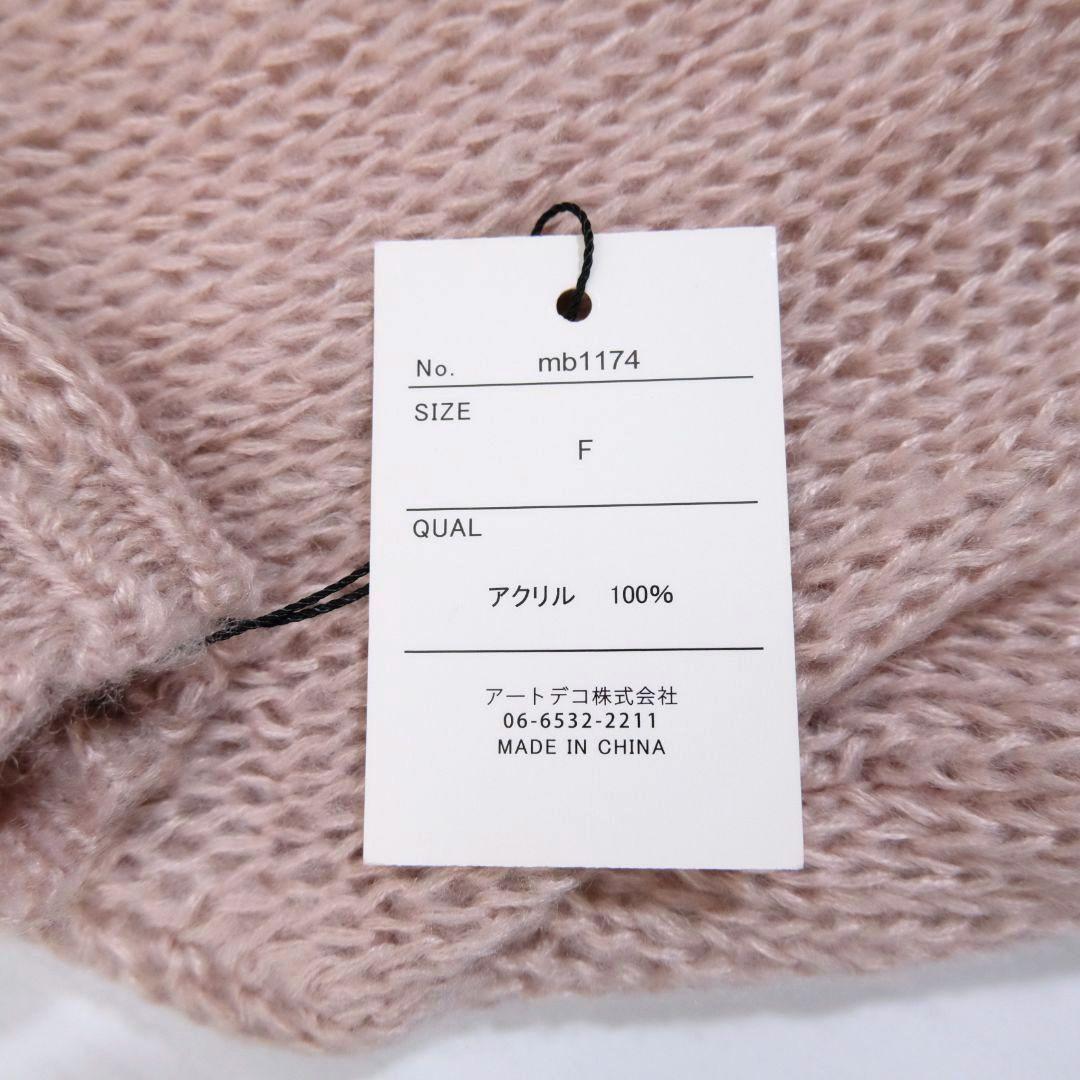 No. mb1174
SIZE
F
QUAL
アクリル 100%
アートデコ株式会社
06-6532-2211
MADE IN CHINA